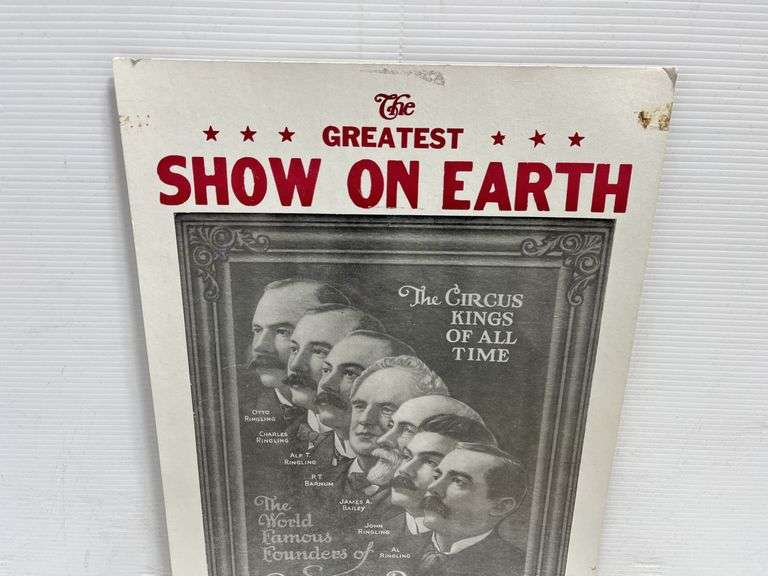 The
GREATEST
SHOW ON EARTH
The CIRCUS
KINGS
OF ALL
TIME
OTTO
RINGLING
CHARLES
RINGLING
ALF T.
RINGLING
P.T.
BARNUM
JAMES A.
BAILEY
JOHN
RINGLING
AL
RINGLING
The
World
Famous
Founders of